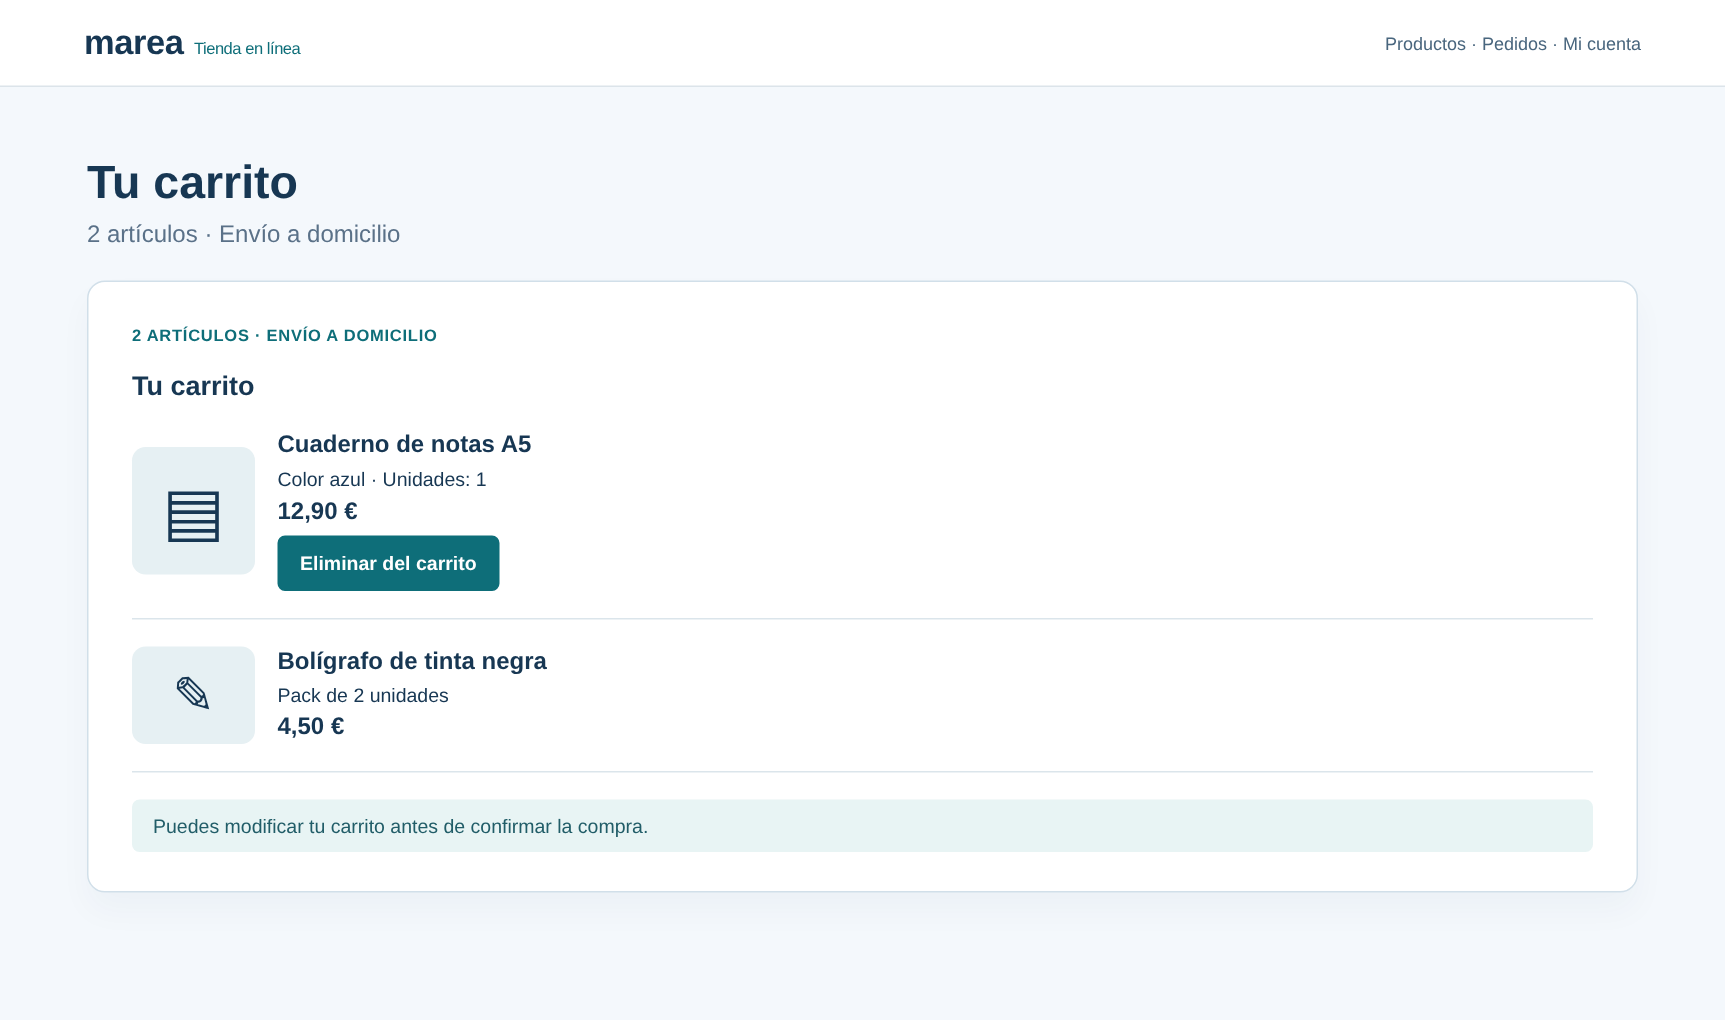 marea Tienda en línea
Productos · Pedidos · Mi cuenta
Tu carrito
2 artículos · Envío a domicilio
2 ARTÍCULOS · ENVÍO A DOMICILIO
Tu carrito
Cuaderno de notas A5
Color azul · Unidades: 1
12,90 €
Eliminar del carrito
Bolígrafo de tinta negra
Pack de 2 unidades
4,50 €
Puedes modificar tu carrito antes de confirmar la compra.